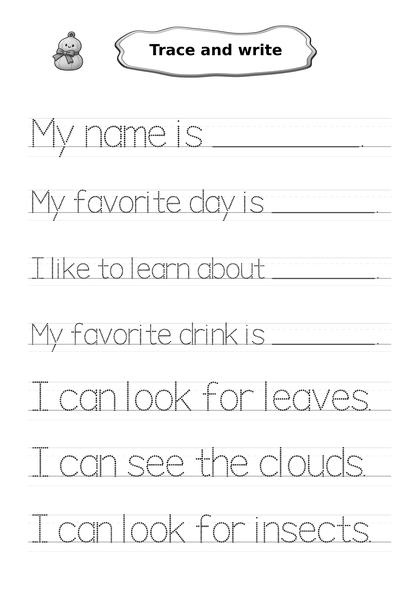 Trace and write
My name is ____________.
My favorite day is ________.
I like to learn about ________.
My favorite drink is ________.
I can look for leaves.
I can see the clouds.
I can look for insects.